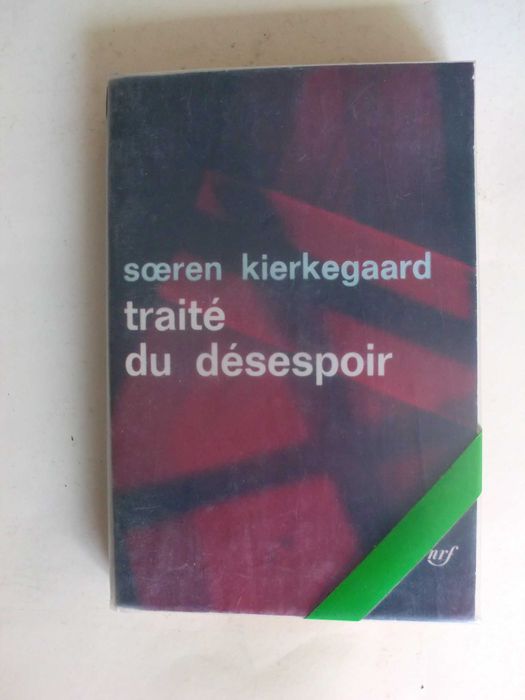 sœren kierkegaard
traité
du désespoir
nrf